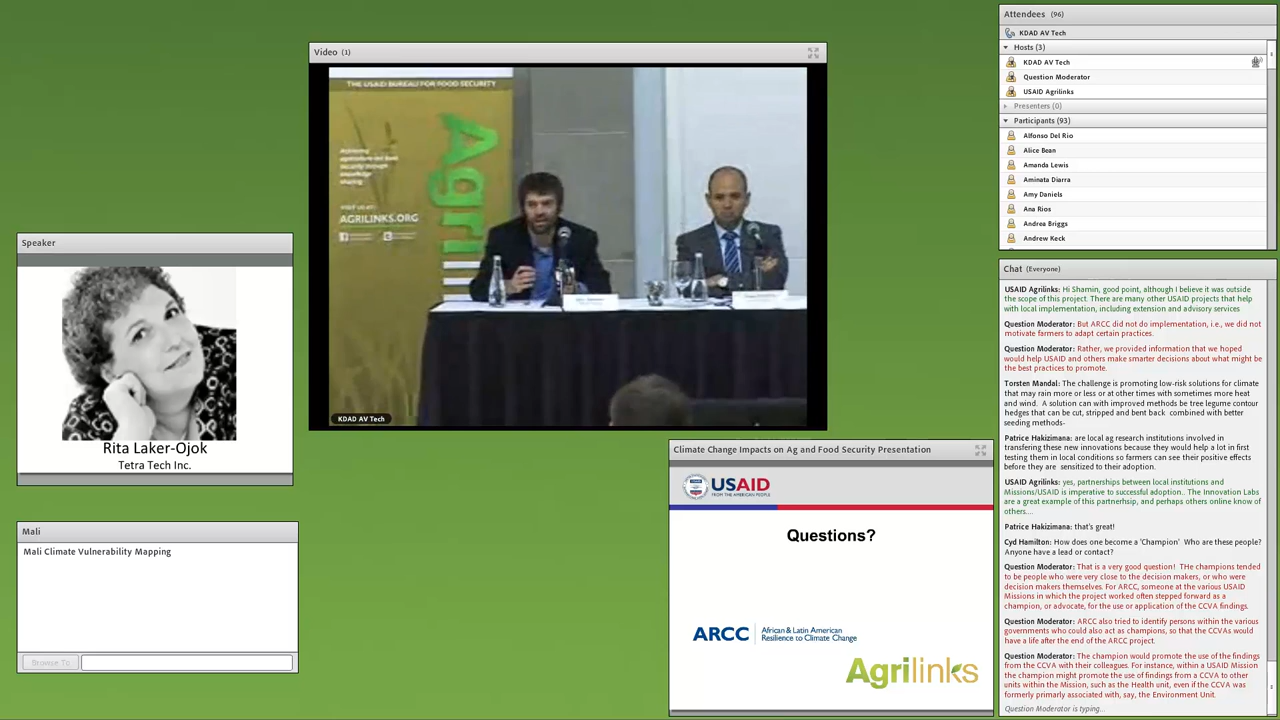 Video (1)
THE USAID BUREAU FOR FOOD SECURITY
Agrili
VISIT US AT:
AGRILINKS.ORG
KDAD AV Tech
Speaker
Rita Laker-Ojok
Tetra Tech Inc.
Mali
Mali Climate Vulnerability Mapping
Browse To
Climate Change Impacts on Ag and Food Security Presentation
USAID
FROM THE AMERICAN PEOPLE
Questions?
ARCC
African & Latin American
Resilience to Climate Change
Agrilinks
Attendees (96)
KDAD AV Tech
Hosts (3)
KDAD AV Tech
Question Moderator
USAID Agrilinks
Presenters (0)
Participants (93)
Alfonso Del Rio
Alice Bean
Amanda Lewis
Aminata Diarra
Amy Daniels
Ana Rios
Andrea Briggs
Andrew Keck
Chat (Everyone)
USAID Agrilinks: Hi Shamin, good point, although I believe it was outside
the scope of this project. There are many other USAID projects that help
with local implementation, including extension and advisory services
Question Moderator: But ARCC did not do implementation, i.e., we did not
motivate farmers to adapt certain practices.
Question Moderator: Rather, we provided information that we hoped
would help USAID and others make smarter decisions about what might be
the best practices to promote.
Torsten Mandal: The challenge is promoting low-risk solutions for climate
that may rain more or less or at other times with sometimes more heat
and wind. A solution can with improved methods be tree legume contour
hedges that can be cut, stripped and bent back combined with better
seeding methods-
Patrice Hakizimana: are local ag research institutions involved in
transfering these new innovations because they would help a lot in first
testing them in local conditions so farmers can see their positive effects
before they are sensitized to their adoption.
USAID Agrilinks: yes, partnerships between local institutions and
Missions/USAID is imperative to successful adoption.. The Innovation Labs
are a great example of this partnerhsip, and perhaps others online know of
others....
Patrice Hakizimana: that's great!
Cyd Hamilton: How does one become a 'Champion' Who are these people?
Anyone have a lead or contact?
Question Moderator: That is a very good question! THe champions tended
to be people who were very close to the decision makers, or who were
decision makers themselves. For ARCC, someone at the various USAID
Missions in which the project worked often stepped forward as a
champion, or advocate, for the use or application of the CCVA findings.
Question Moderator: ARCC also tried to identify persons within the various
governments who could also act as champions, so that the CCVAs would
have a life after the end of the ARCC project.
Question Moderator: The champion would promote the use of the findings
from the CCVA with their colleagues. For instance, within a USAID Mission
the champion might promote the use of findings from a CCVA to other
units within the Mission, such as the Health unit, even if the CCVA was
formerly primarly associated with, say, the Environment Unit.
Question Moderator is typing...